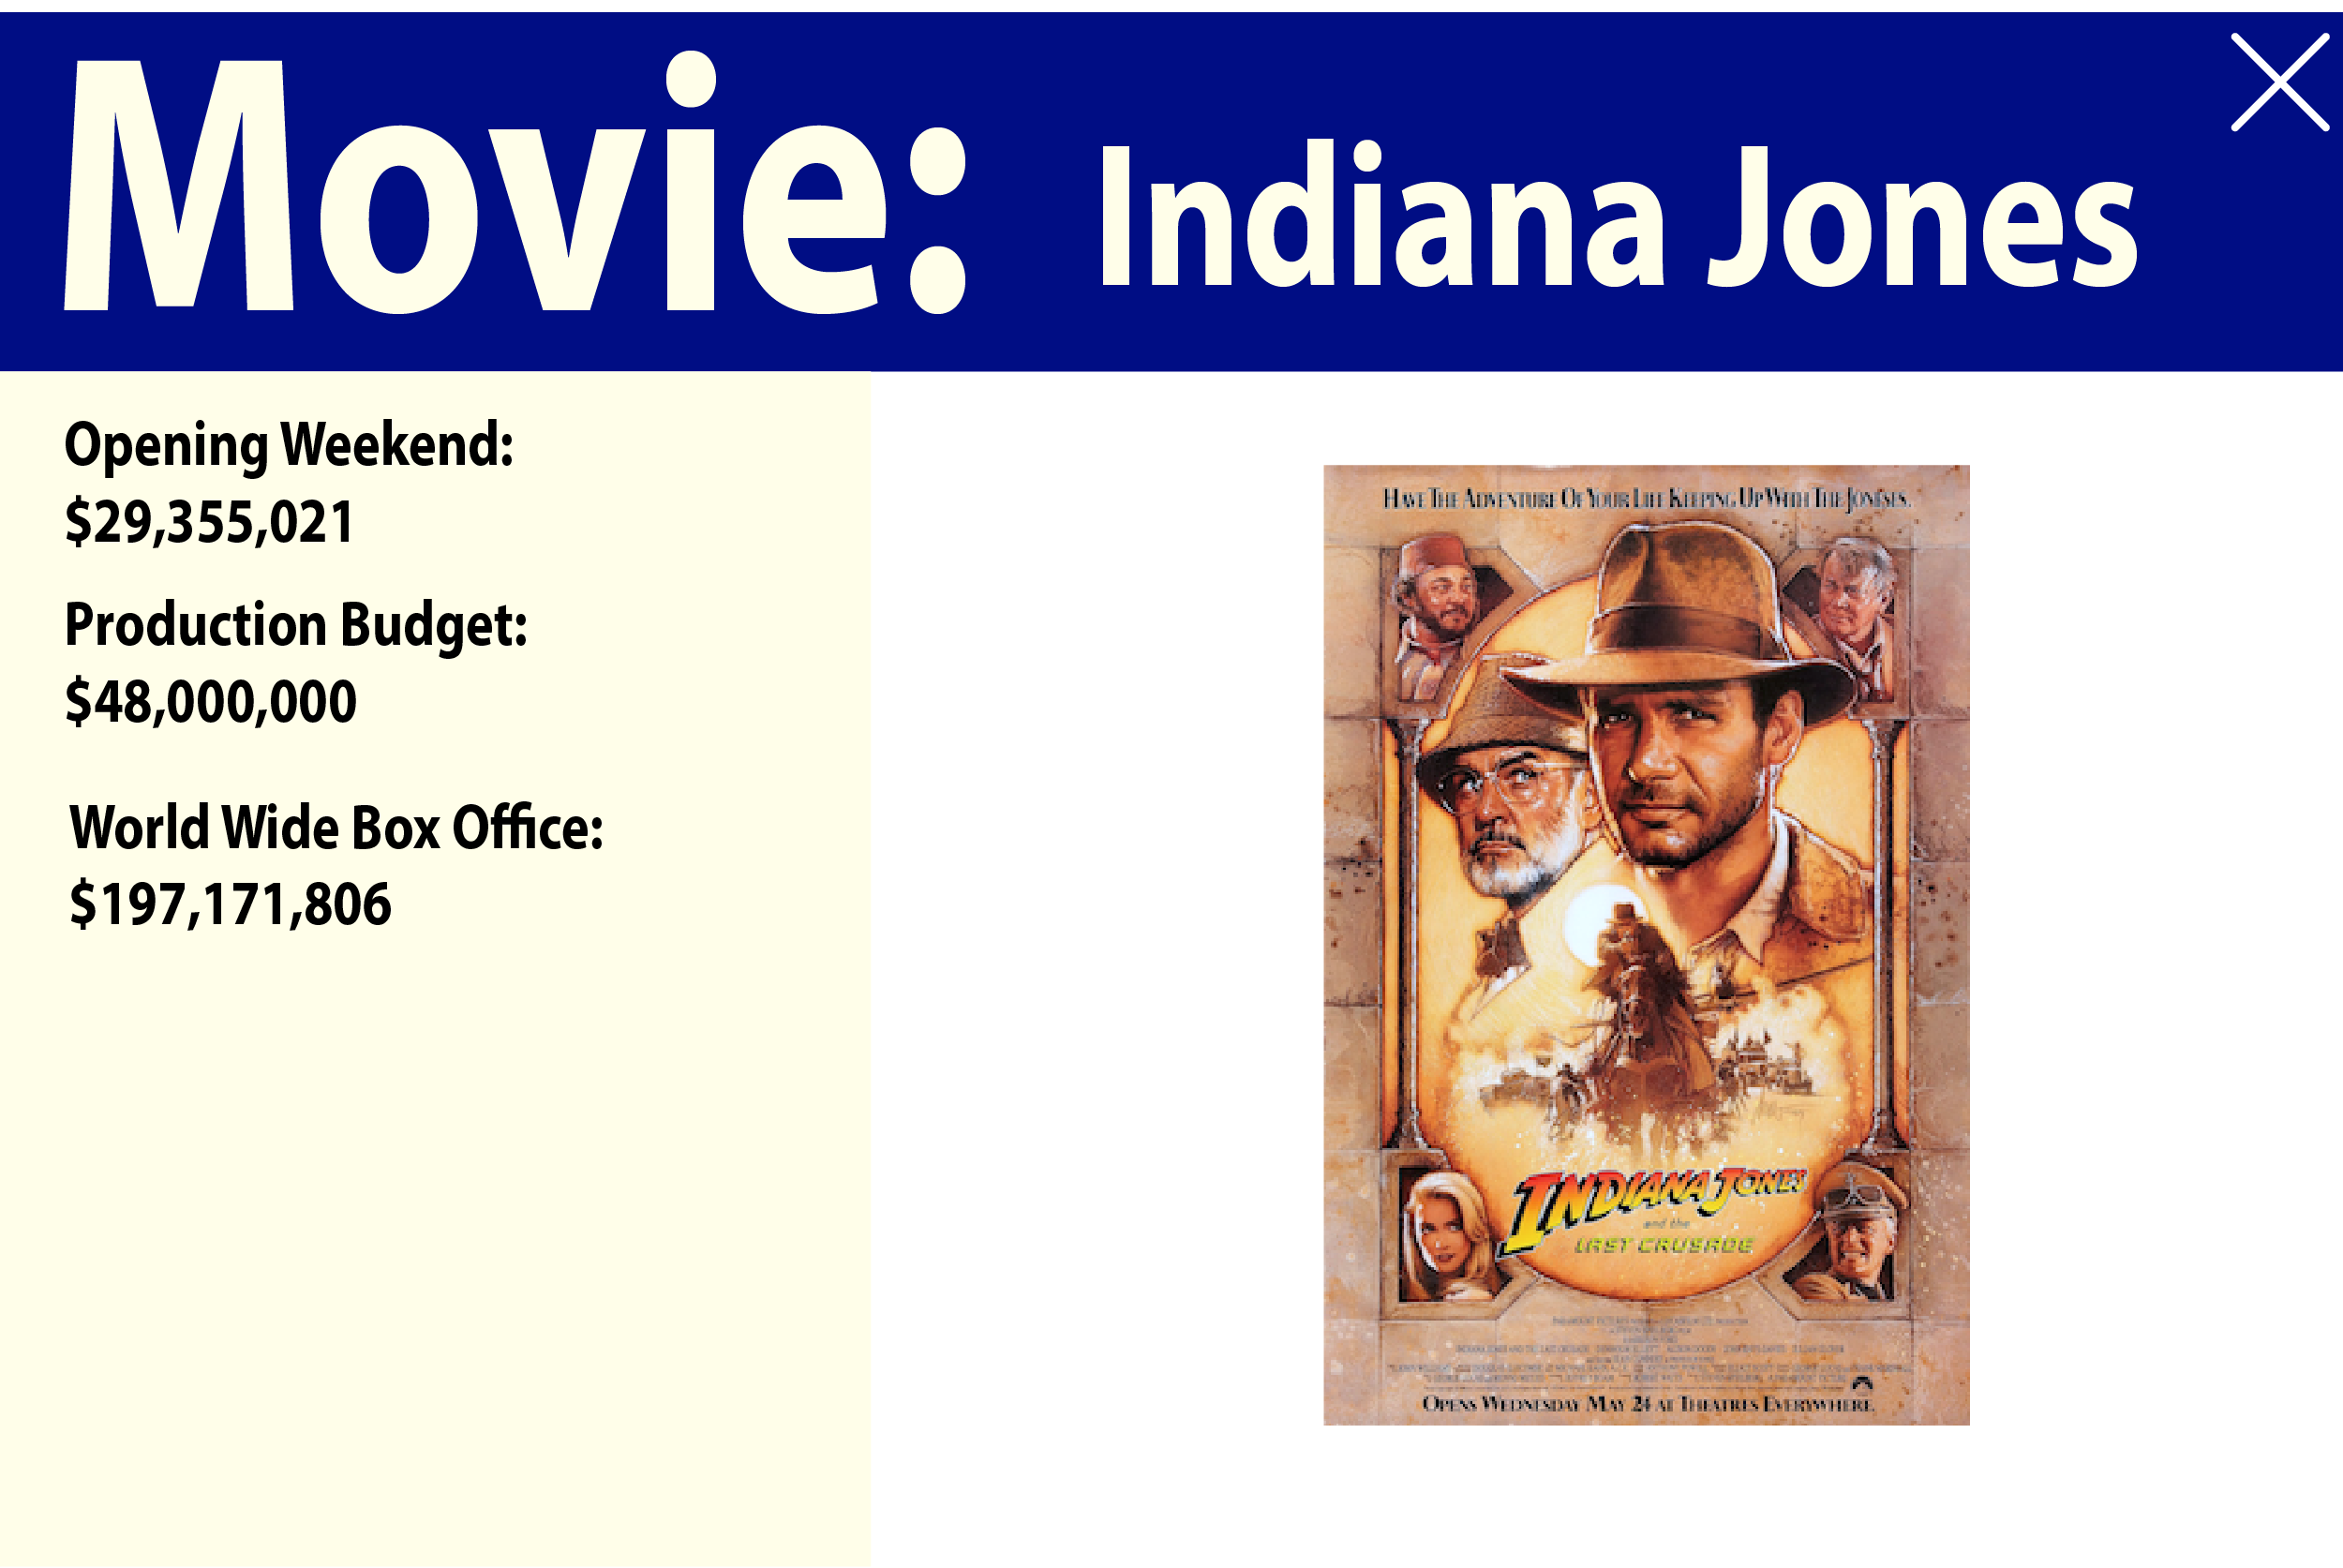 Movie: Indiana Jones
Opening Weekend:
$29,355,021
Production Budget:
$48,000,000
World Wide Box Office:
$197,171,806
HAVE THE ADVENTURE OF YOUR LIFE KEEPING UP WITH THE JONESES.
INDIANA JONES
and the
LAST CRUSADE
OPENS WEDNESDAY MAY 24 AT THEATRES EVERYWHERE.